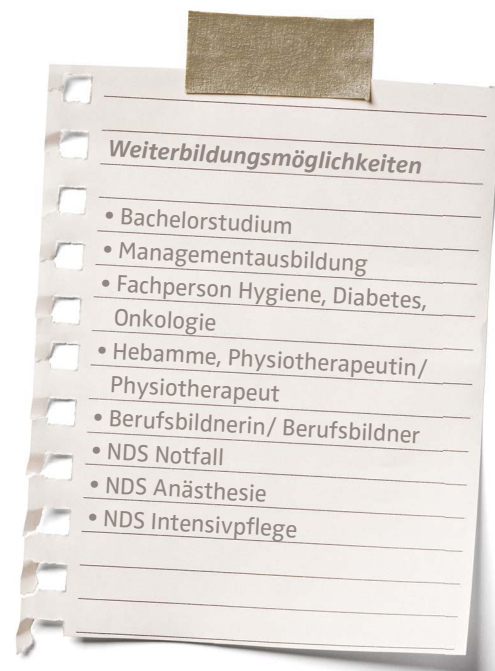 Weiterbildungsmöglichkeiten
• Bachelorstudium
• Managementausbildung
• Fachperson Hygiene, Diabetes,
Onkologie
• Hebamme, Physiotherapeutin/
Physiotherapeut
• Berufsbildnerin/ Berufsbildner
• NDS Notfall
• NDS Anästhesie
• NDS Intensivpflege